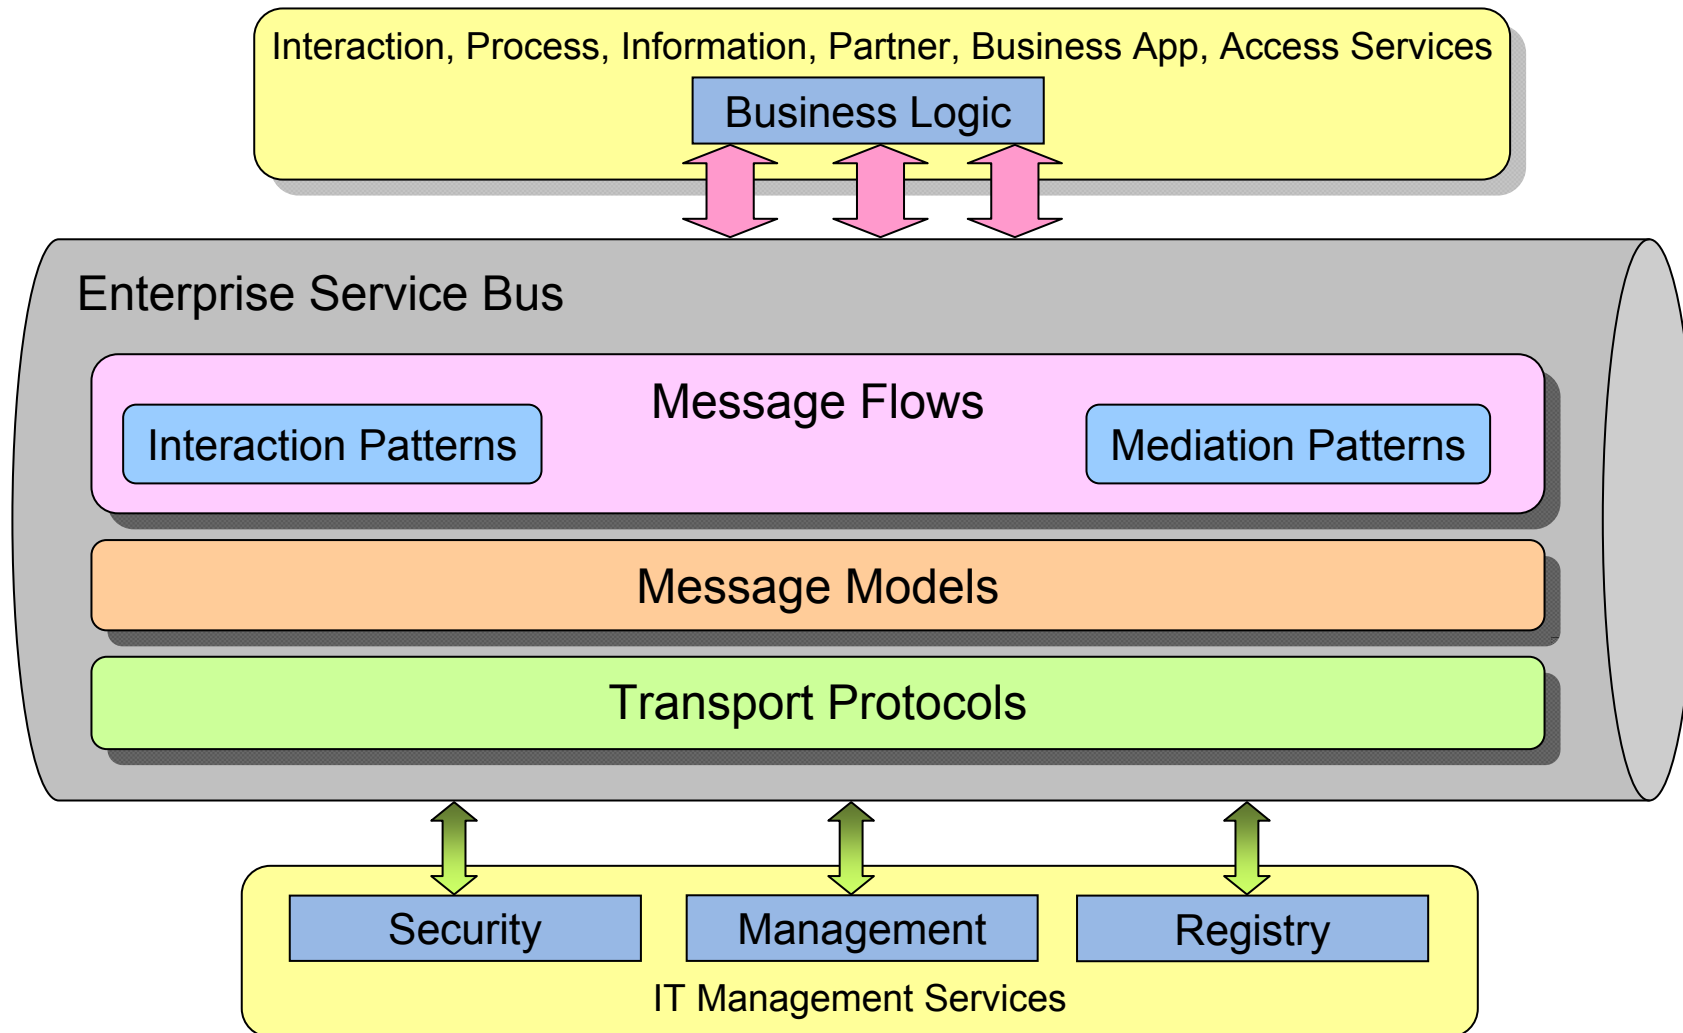 Interaction, Process, Information, Partner, Business App, Access Services
Business Logic
Enterprise Service Bus
Message Flows
Interaction Patterns
Mediation Patterns
Message Models
Transport Protocols
Security
Management
Registry
IT Management Services